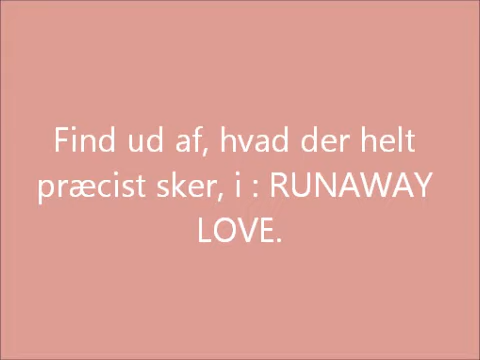 Find ud af, hvad der helt
præcist sker, i : RUNAWAY
LOVE.